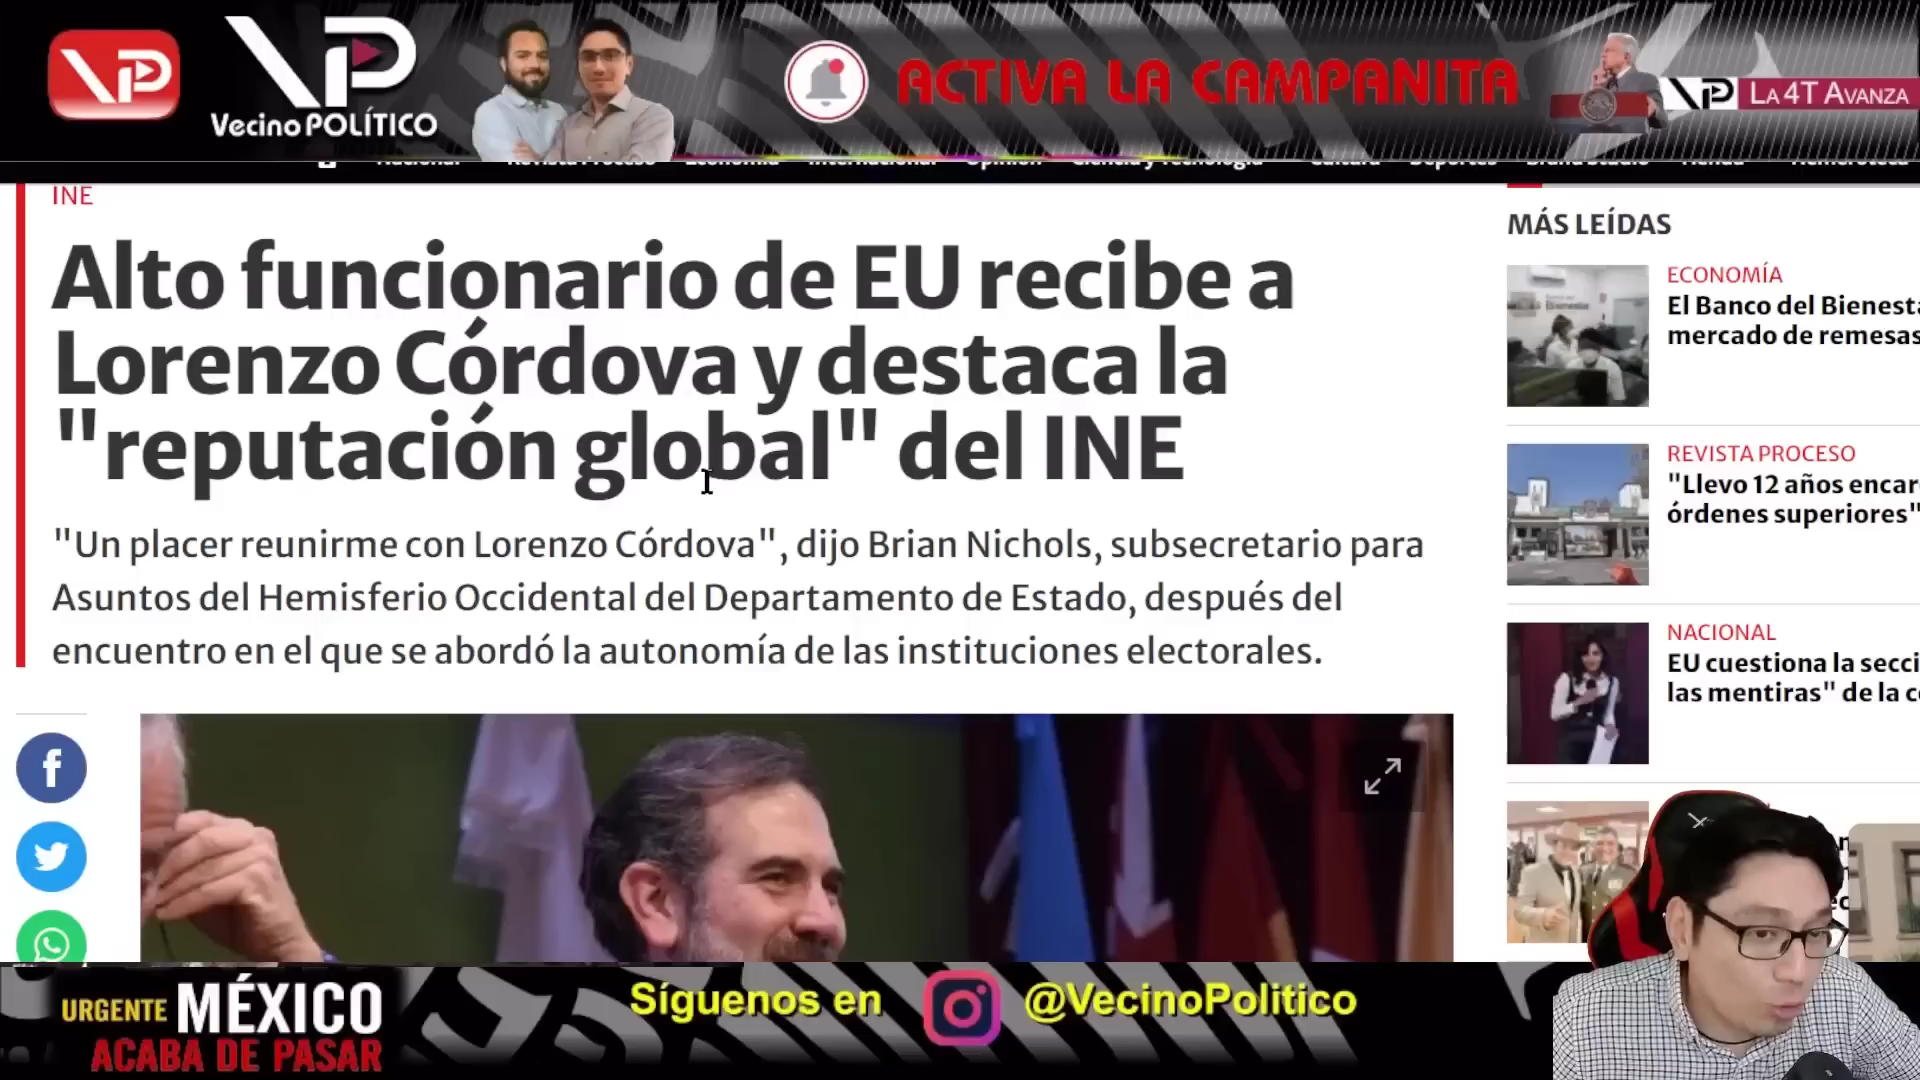 VP
VP
Vecino POLÍTICO
ACTIVA LA CAMPANITA
VP LA 4T AVANZA
INE
Alto funcionario de EU recibe a
Lorenzo Córdova y destaca la
"reputación global" del INE
"Un placer reunirme con Lorenzo Córdova", dijo Brian Nichols, subsecretario para
Asuntos del Hemisferio Occidental del Departamento de Estado, después del
encuentro en el que se abordó la autonomía de las instituciones electorales.
MÁS LEÍDAS
ECONOMÍA
El Banco del Bienesta
mercado de remesas
REVISTA PROCESO
"Llevo 12 años encar
órdenes superiores"
NACIONAL
EU cuestiona la secci
las mentiras" de la c
URGENTE MÉXICO
ACABA DE PASAR
Síguenos en @VecinoPolitico